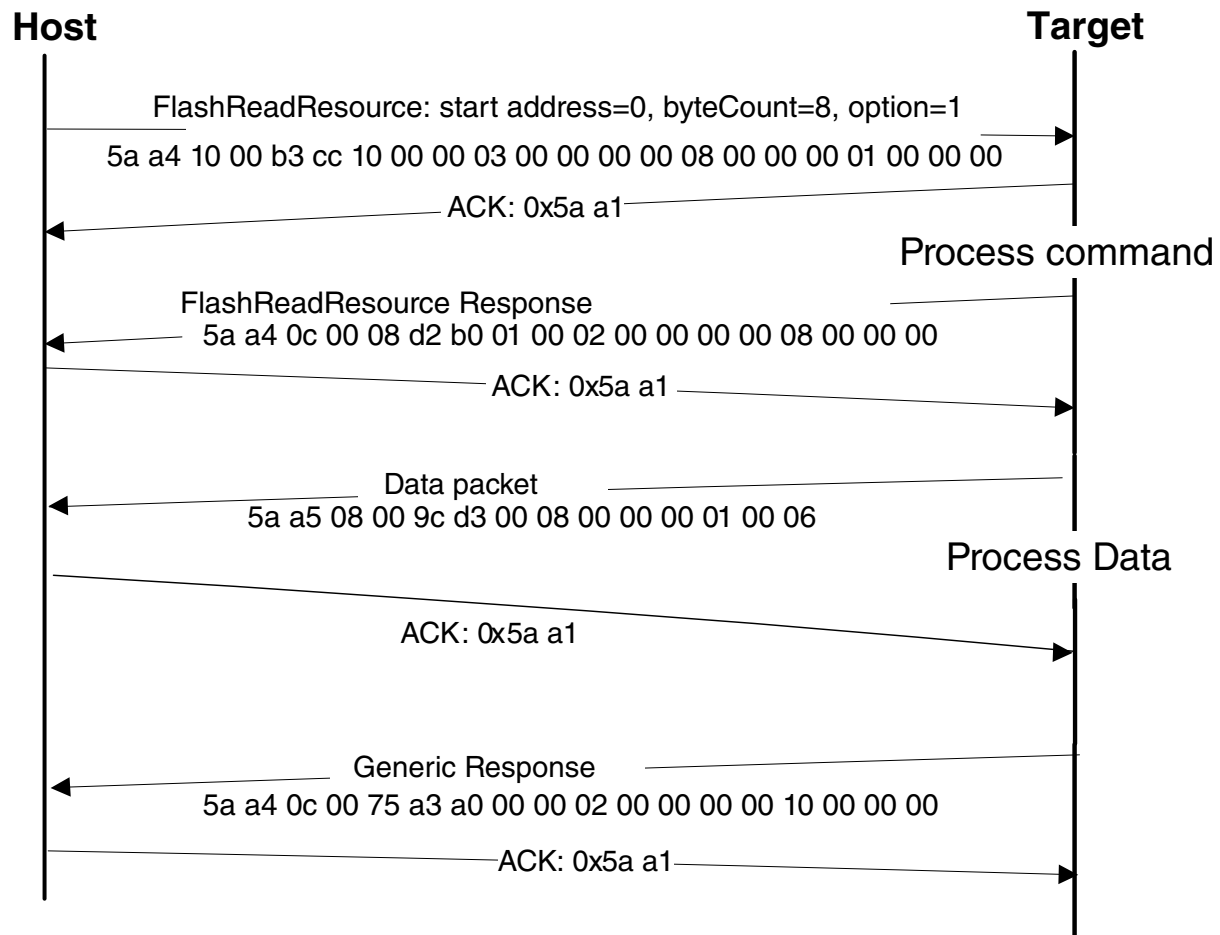 Host
Target
FlashReadResource: start address=0, byteCount=8, option=1
5a a4 10 00 b3 cc 10 00 00 03 00 00 00 00 08 00 00 00 01 00 00 00
ACK: 0x5a a1
Process command
FlashReadResource Response
5a a4 0c 00 08 d2 b0 01 00 02 00 00 00 00 08 00 00 00
ACK: 0x5a a1
Data packet
5a a5 08 00 9c d3 00 08 00 00 00 01 00 06
Process Data
ACK: 0x5a a1
Generic Response
5a a4 0c 00 75 a3 a0 00 00 02 00 00 00 00 10 00 00 00
ACK: 0x5a a1